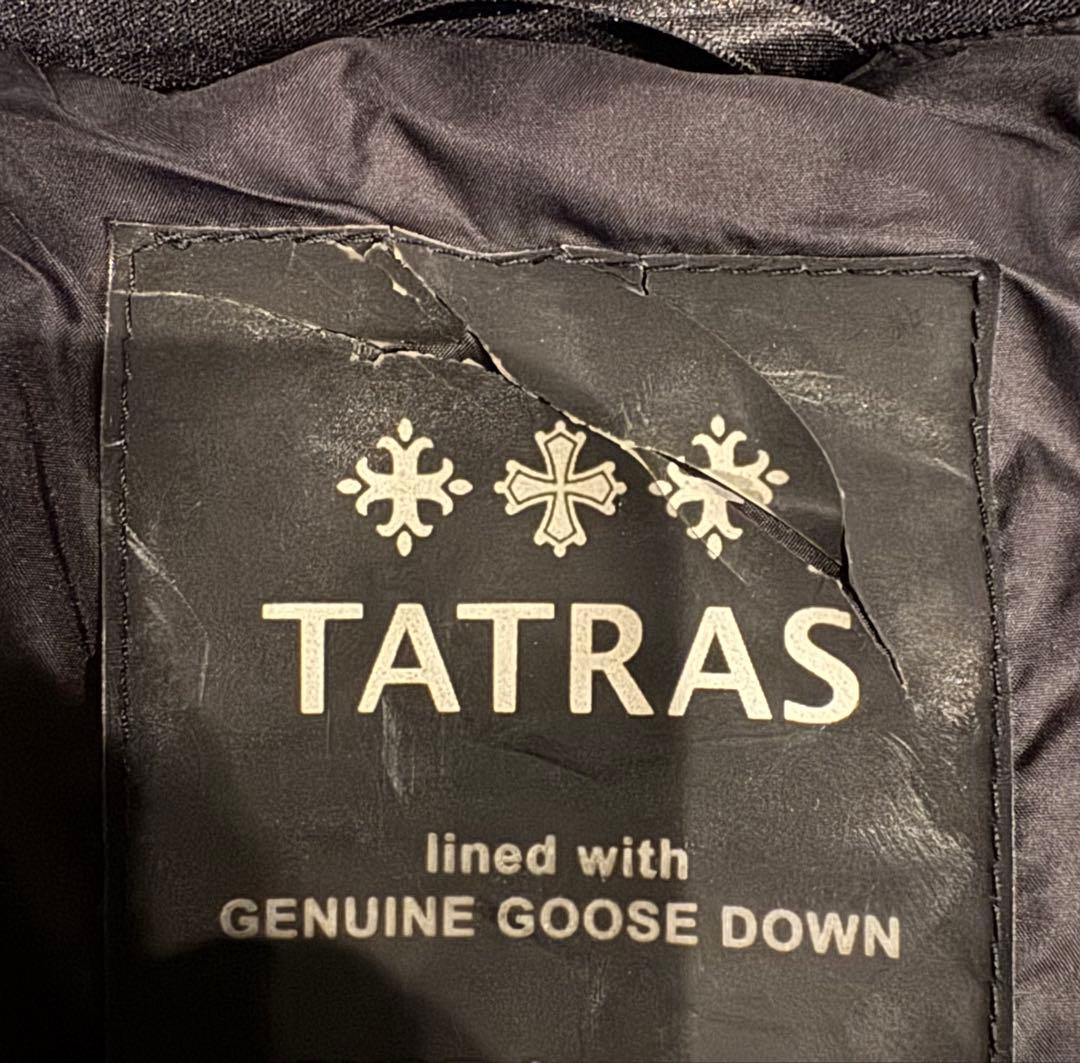 TATRAS
lined with
GENUINE GOOSE DOWN